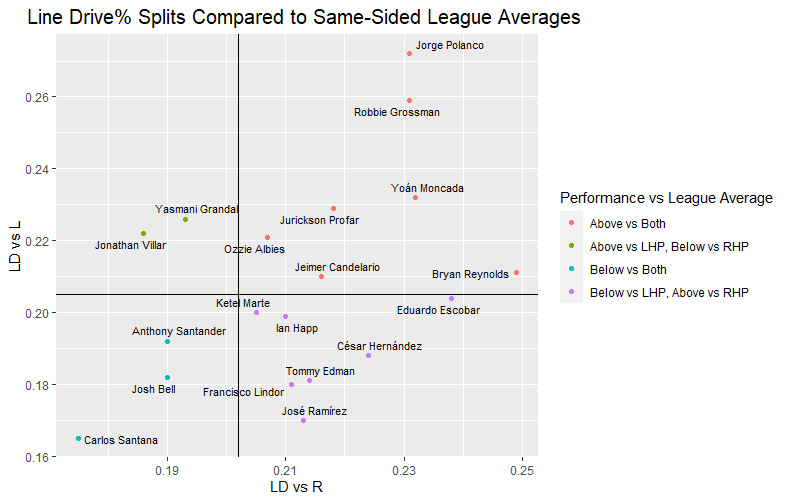 Line Drive% Splits Compared to Same-Sided League Averages
Jorge Polanco
Robbie Grossman
Yoán Moncada
Yasmani Grandal
Jurickson Profar
Jonathan Villar
Ozzie Albies
Jeimer Candelario
Bryan Reynolds
Ketel Marte
Eduardo Escobar
Ian Happ
Anthony Santander
César Hernández
Tommy Edman
Josh Bell
Francisco Lindor
José Ramírez
Carlos Santana
LD vs L
0.26
0.24
0.22
0.20
0.18
0.16
0.19
0.21
0.23
0.25
LD vs R
Performance vs League Average
Above vs Both
Above vs LHP, Below vs RHP
Below vs Both
Below vs LHP, Above vs RHP